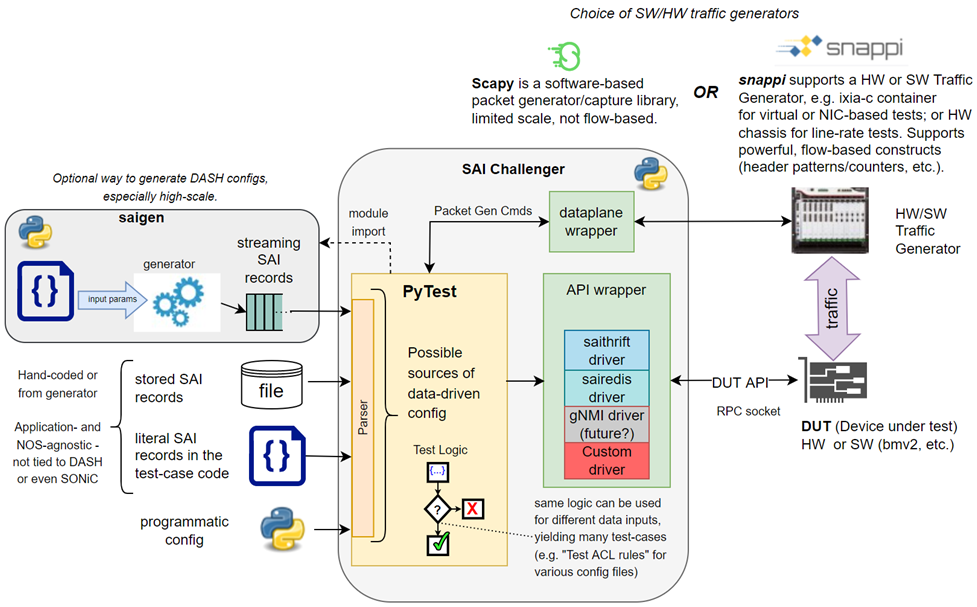 Choice of SW/HW traffic generators
snappi
Scapy is a software-based
packet generator/capture library,
limited scale, not flow-based.
OR
snappi supports a HW or SW Traffic
Generator, e.g. ixia-c container
for virtual or NIC-based tests; or HW
chassis for line-rate tests. Supports
powerful, flow-based constructs
(header patterns/counters, etc.).
Optional way to generate DASH configs,
especially high-scale.
saigen
{}
input params
generator
streaming
SAI
records
module
import
SAI Challenger
Packet Gen Cmds
dataplane
wrapper
HW/SW
Traffic
Generator
traffic
PyTest
Parser
Possible
sources of
data-driven
config
Test Logic
{...}
?
X
API wrapper
saithrift
driver
sairedis
driver
gNMI driver
(future?)
Custom
driver
DUT API
RPC socket
DUT (Device under test)
HW or SW (bmv2, etc.)
Hand-coded or
from generator
Application- and
NOS-agnostic -
not tied to DASH
or even SONiC
stored SAI
records
file
literal SAI
records in the
test-case code
{}
programmatic
config
same logic can be used
for different data inputs,
yielding many test-cases
(e.g. "Test ACL rules" for
various config files)